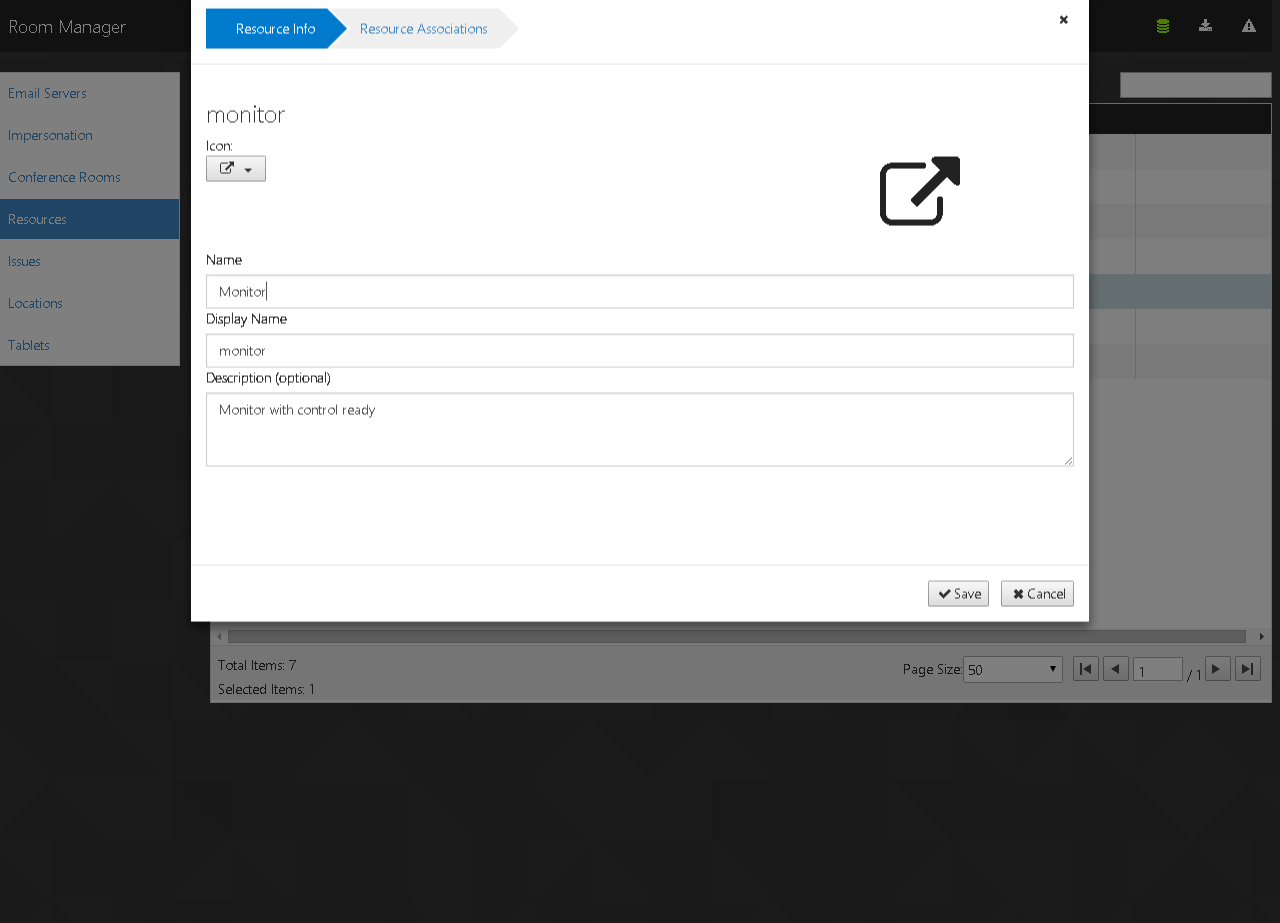 Room Manager
Resource Info
Resource Associations
Email Servers
Impersonation
Conference Rooms
Resources
Issues
Locations
Tablets
monitor
Icon:
Name
Monitor
Display Name
monitor
Description (optional)
Monitor with control ready
Save
Cancel
Total Items: 7
Selected Items: 1
Page Size: 50
1 / 1